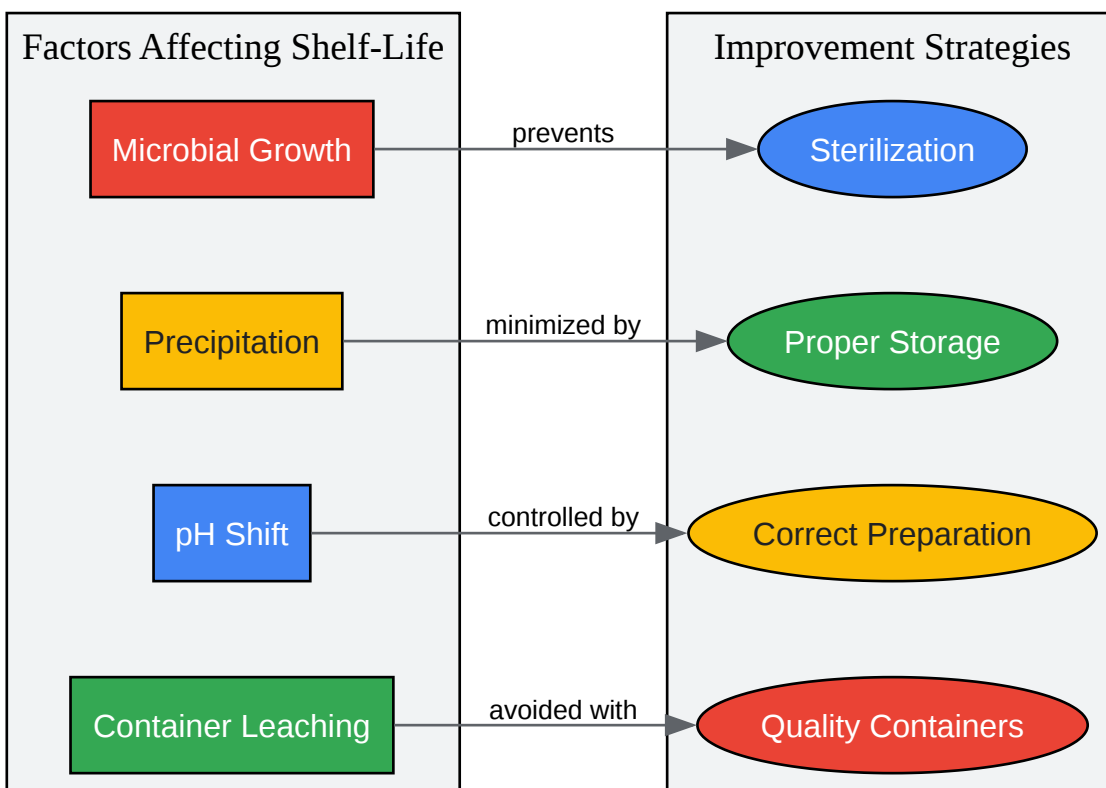 Factors Affecting Shelf-Life
Improvement Strategies
Microbial Growth
prevents
Sterilization
Precipitation
minimized by
Proper Storage
pH Shift
controlled by
Correct Preparation
Container Leaching
avoided with
Quality Containers